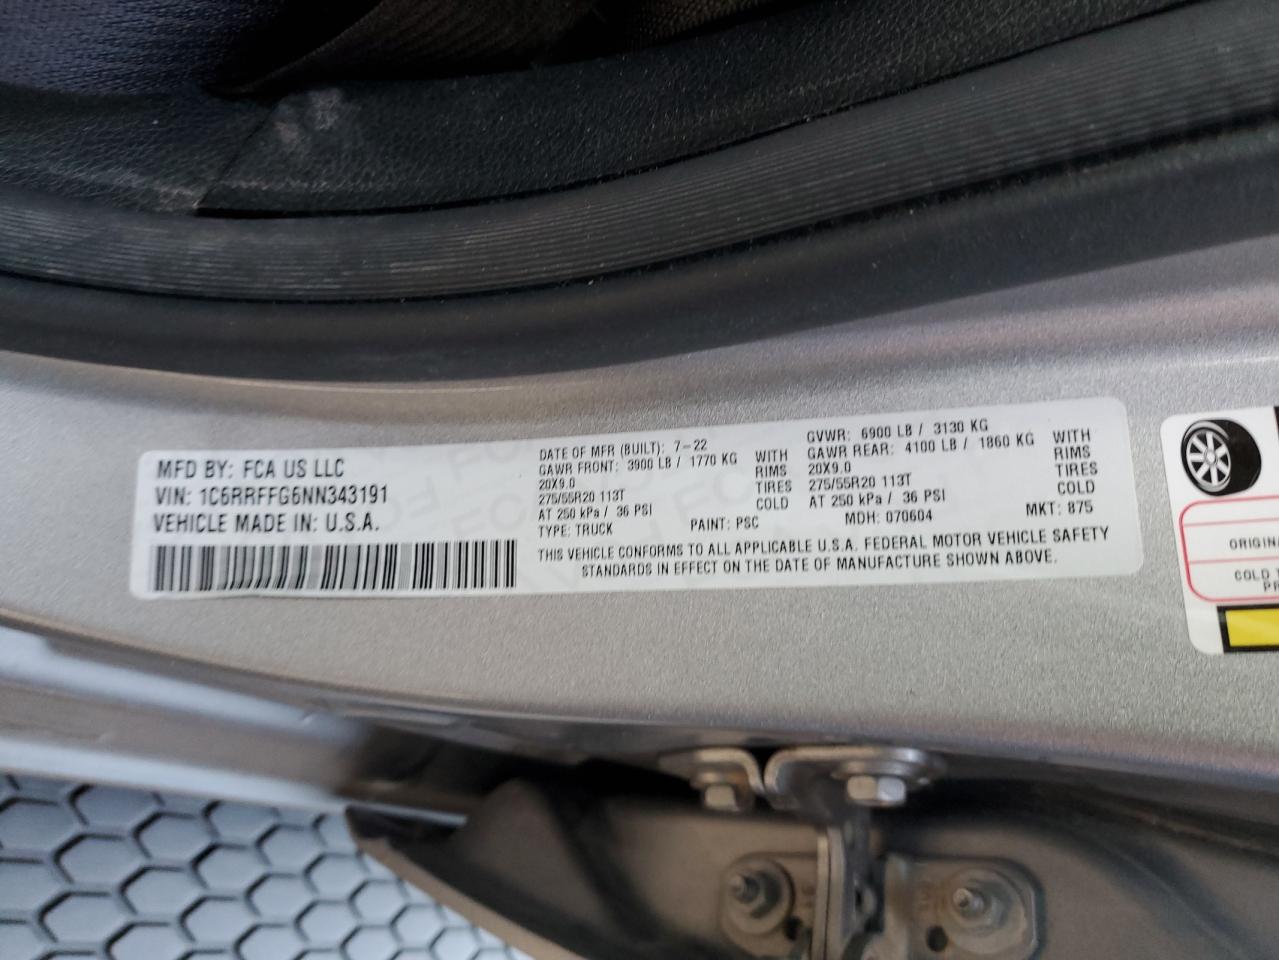 MFD BY: FCA US LLC
VIN: 1C6RRFFG6NN343191
VEHICLE MADE IN: U.S.A.
DATE OF MFR (BUILT): 7-22
GAWR FRONT: 3900 LB / 1770 KG WITH
20X9.0 RIMS
275/55R20 113T TIRES
AT 250 kPa / 36 PSI COLD
GVWR: 6900 LB / 3130 KG
GAWR REAR: 4100 LB / 1860 KG WITH
20X9.0 RIMS
275/55R20 113T TIRES
AT 250 kPa / 36 PSI COLD
TYPE: TRUCK PAINT: PSC MDH: 070604 MKT: 875
THIS VEHICLE CONFORMS TO ALL APPLICABLE U.S.A. FEDERAL MOTOR VEHICLE SAFETY
STANDARDS IN EFFECT ON THE DATE OF MANUFACTURE SHOWN ABOVE.
ORIGINA
COLD T
PR